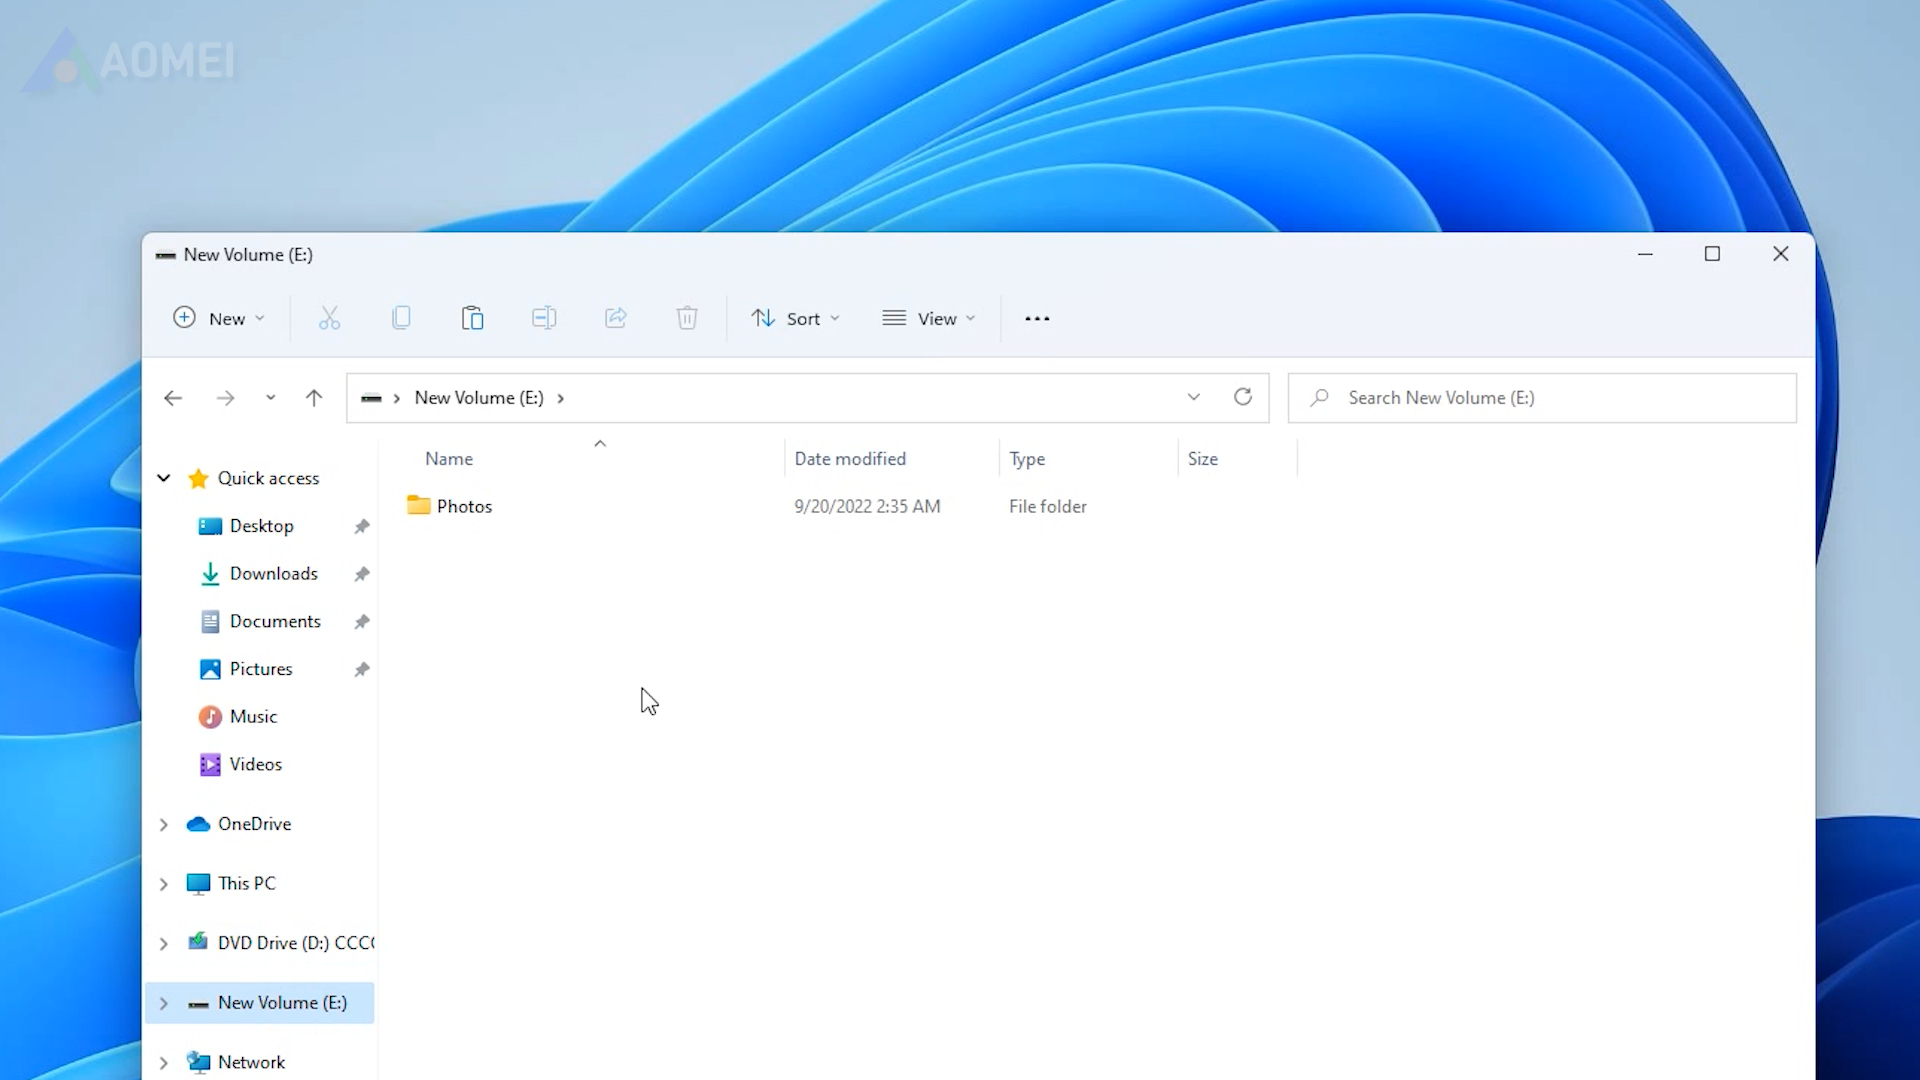 AOMEI
New Volume (E:)
New
Sort
View
New Volume (E:)
Search New Volume (E:)
Name
Date modified
Type
Size
Quick access
Photos
9/20/2022 2:35 AM
File folder
Desktop
Downloads
Documents
Pictures
Music
Videos
OneDrive
This PC
DVD Drive (D:) CCC
New Volume (E:)
Network